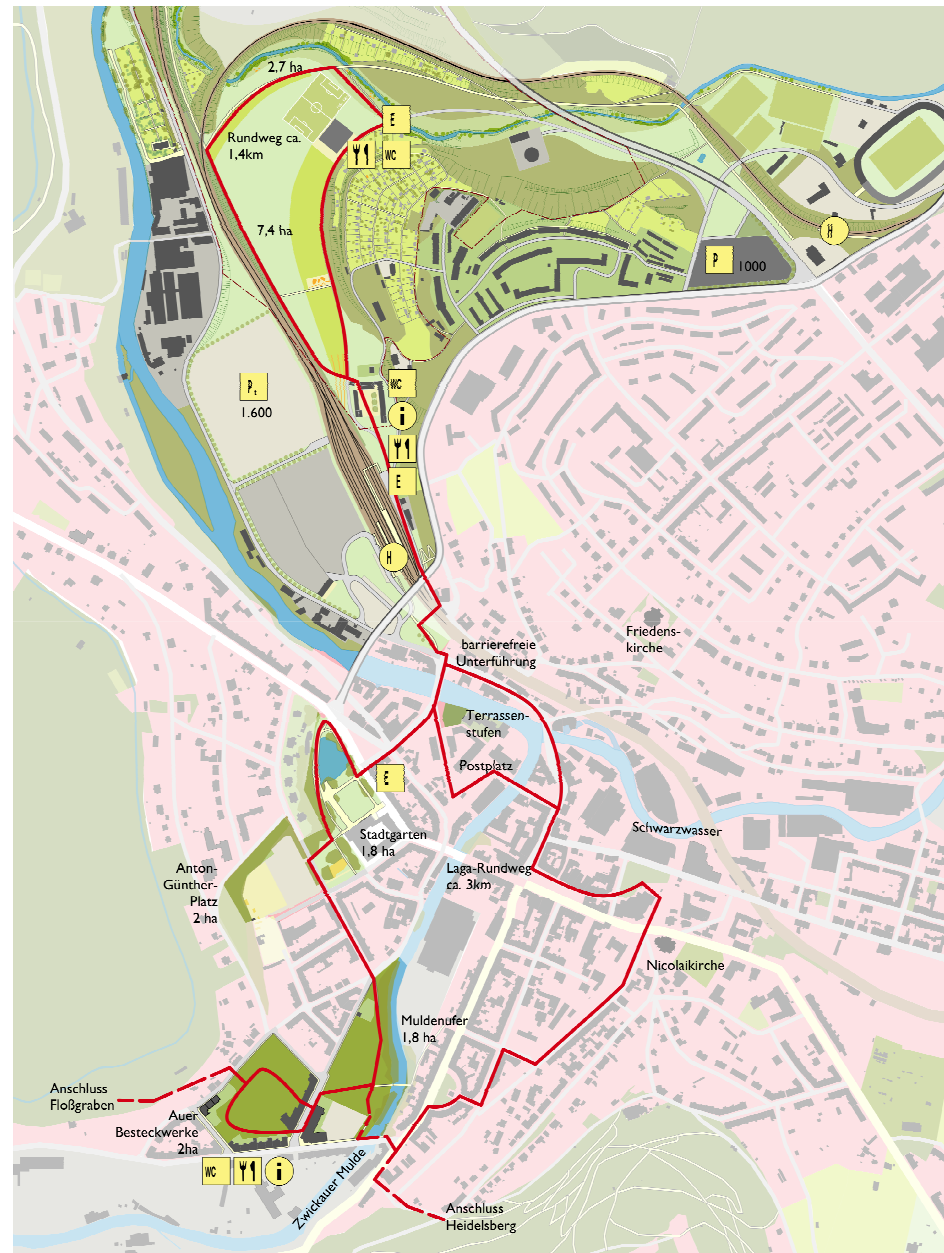 2,7 ha
E
Rundweg ca.
1,4km
WC
7,4 ha
H
P
1000
WC
Pt
1.600
i
E
H
Friedens-
kirche
barrierefreie
Unterführung
Terrassen-
stufen
Postplatz
E
Schwarzwasser
Stadtgarten
1,8 ha
Laga-Rundweg
ca. 3km
Anton-
Günther-
Platz
2 ha
Nicolaikirche
Muldenufer
1,8 ha
Anschluss
Floßgraben
Auer
Besteckwerke
2ha
WC
i
Zwickauer Mulde
Anschluss
Heidelsberg